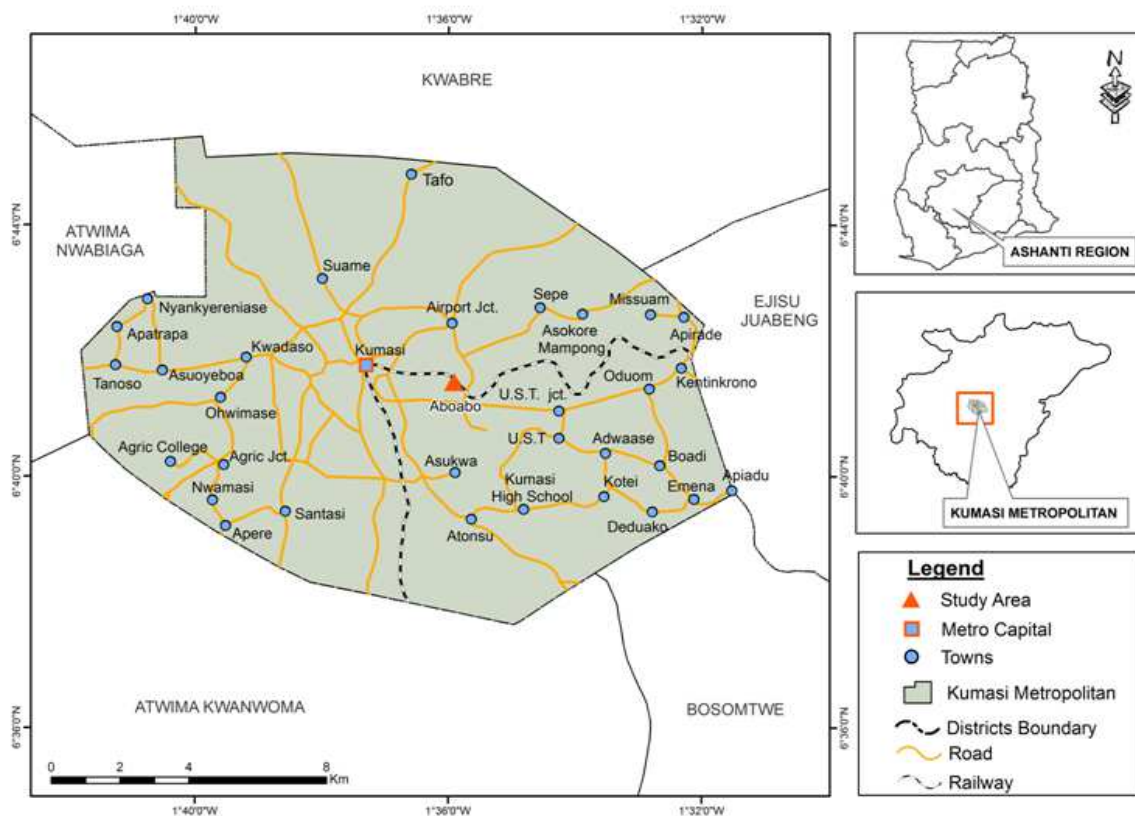 1°40'0"W
1°36'0"W
1°32'0"W
KWABRE
N
Tafo
6°44'0"N
6°44'0"N
ATWIMA
NWABIAGA
ASHANTI REGION
Suame
Nyankyereniase
Airport Jct.
Sepe
Missuam
EJISU
JUABENG
Apatrapa
Asokore
Mampong
Apirade
Kwadaso
Kumasi
Tanoso
Asuoyeboa
Oduom
Kentinkrono
Aboabo
U.S.T. jct.
Ohwimase
U.S.T
Adwaase
Agric College
Agric Jct.
Asukwa
Boadi
6°40'0"N
6°40'0"N
Kumasi
High School
Kotei
Emena
Apiadu
Nwamasi
Santasi
Apere
Atonsu
Deduako
KUMASI METROPOLITAN
Legend
Study Area
Metro Capital
Towns
Kumasi Metropolitan
Districts Boundary
Road
Railway
ATWIMA KWANWOMA
BOSOMTWE
6°36'0"N
6°36'0"N
0 2 4 8
Km
1°40'0"W
1°36'0"W
1°32'0"W